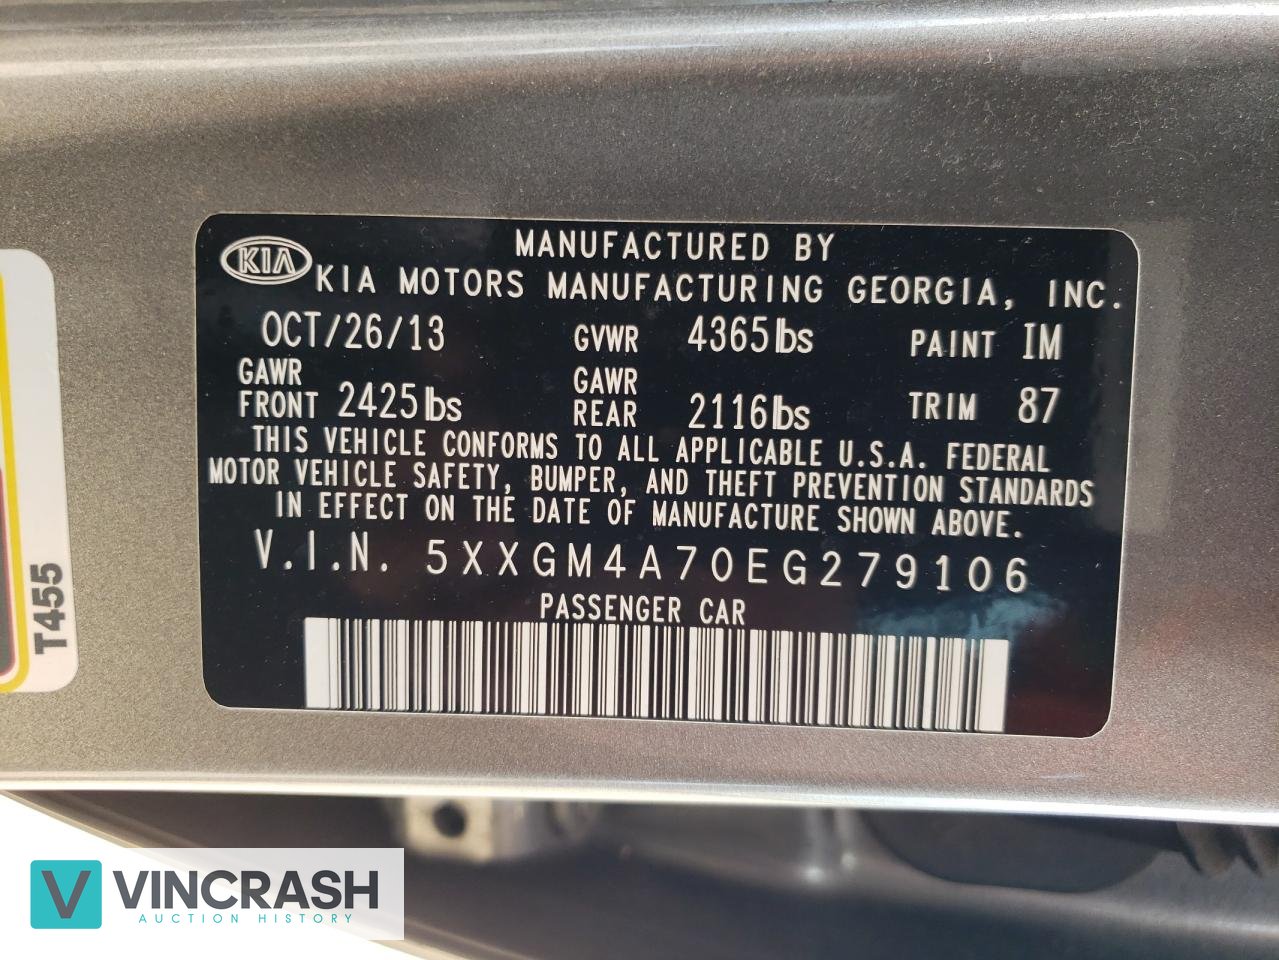 KIA
MANUFACTURED BY
KIA MOTORS MANUFACTURING GEORGIA, INC.
OCT/26/13 GVWR 4365lbs PAINT IM
GAWR FRONT 2425lbs GAWR REAR 2116lbs TRIM 87
THIS VEHICLE CONFORMS TO ALL APPLICABLE U.S.A. FEDERAL
MOTOR VEHICLE SAFETY, BUMPER, AND THEFT PREVENTION STANDARDS
IN EFFECT ON THE DATE OF MANUFACTURE SHOWN ABOVE.
V.I.N. 5XXGM4A70EG279106
PASSENGER CAR
T455
V VINCRASH
AUCTION HISTORY